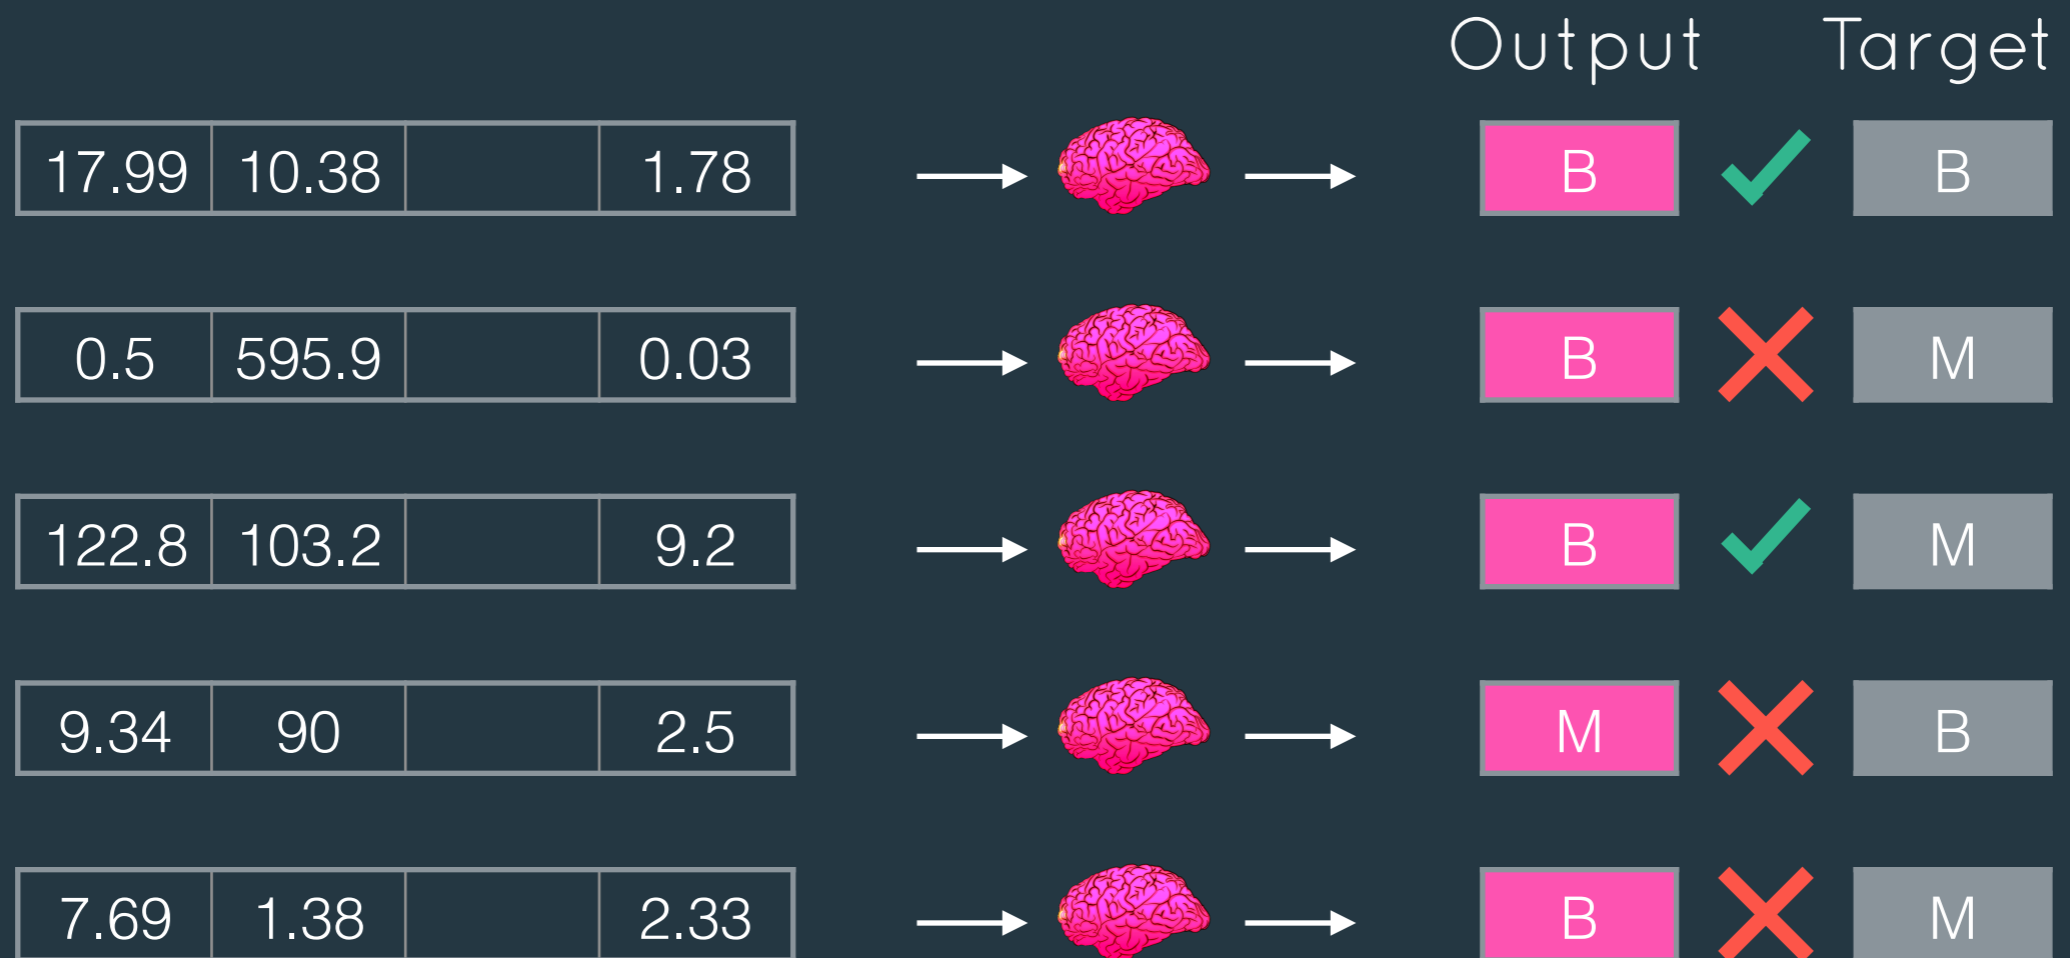 Output Target
17.99 10.38 1.78 B B
0.5 595.9 0.03 B M
122.8 103.2 9.2 B M
9.34 90 2.5 M B
7.69 1.38 2.33 B M